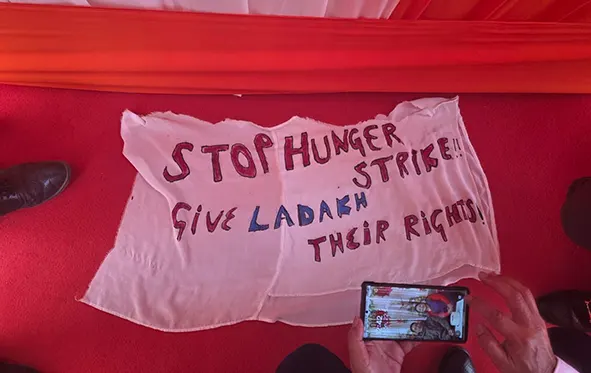 STOP HUNGER
STRIKE!!
GIVE LADAKH
THEIR RIGHTS!